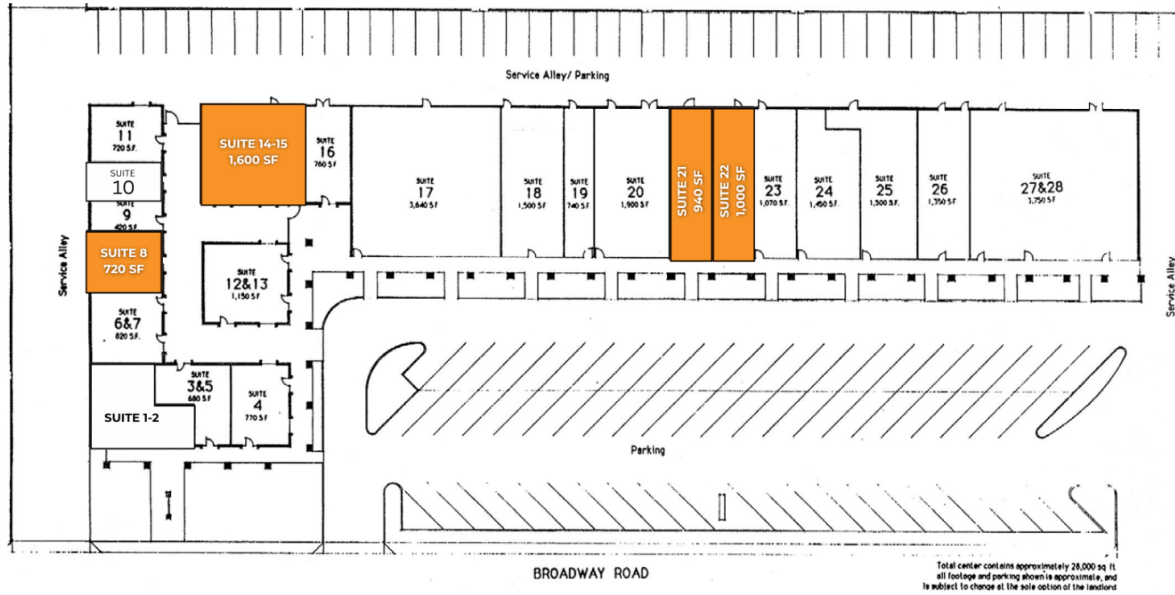 Service Alley/ Parking
SUITE
11
720 S.F.
SUITE
10
SUITE
9
420 S.F.
SUITE 8
720 SF
SUITE
6&7
820 S.F.
SUITE 1-2
SUITE
3&5
680 S.F
SUITE
4
770 S.F
SUITE
12&13
1,150 S.F
SUITE 14-15
1,600 SF
SUITE
16
760 S.F
SUITE
17
3,640 S.F
SUITE
18
1,500 S.F.
SUITE
19
740 S.F
SUITE
20
1,900 S.F.
SUITE 21
940 SF
SUITE 22
1,000 SF
SUITE
23
1,070 S.F.
SUITE
24
1,450 S.F.
SUITE
25
1,500 S.F.
SUITE
26
1,350 S.F
SUITE
27&28
3,750 S.F.
Service Alley
Service Alley
Parking
BROADWAY ROAD
Total center contains approximately 28,000 sq ft
all footage and parking shown is approximate, and
is subject to change at the sole option of the landlord